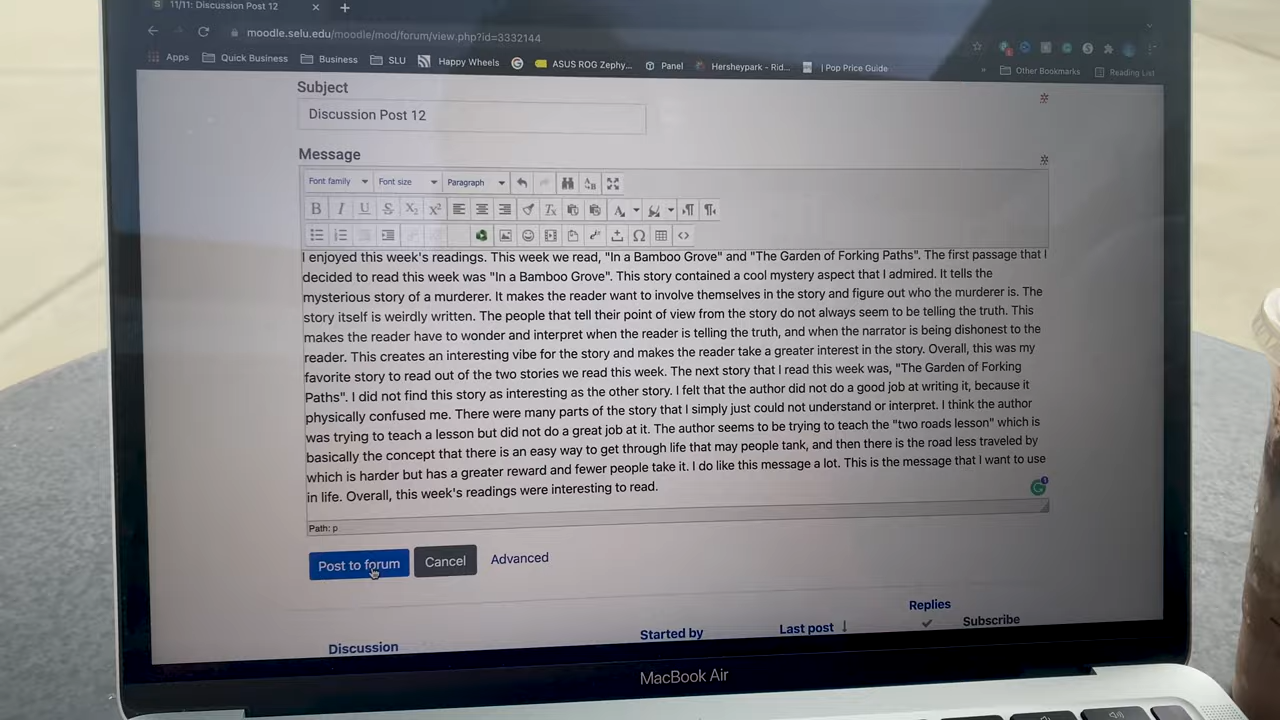 11/11: Discussion Post 12
moodle.selu.edu/moodle/mod/forum/view.php?id=3332144
Apps Quick Business Business SLU Happy Wheels ASUS ROG Zephy... Panel Hersheypark - Rid... | Pop Price Guide » Other Bookmarks Reading List
Subject
Discussion Post 12
Message
Font family Font size Paragraph
I enjoyed this week's readings. This week we read, "In a Bamboo Grove" and "The Garden of Forking Paths". The first passage that I
decided to read this week was "In a Bamboo Grove". This story contained a cool mystery aspect that I admired. It tells the
mysterious story of a murderer. It makes the reader want to involve themselves in the story and figure out who the murderer is. The
story itself is weirdly written. The people that tell their point of view from the story do not always seem to be telling the truth. This
makes the reader have to wonder and interpret when the reader is telling the truth, and when the narrator is being dishonest to the
reader. This creates an interesting vibe for the story and makes the reader take a greater interest in the story. Overall, this was my
favorite story to read out of the two stories we read this week. The next story that I read this week was, "The Garden of Forking
Paths". I did not find this story as interesting as the other story. I felt that the author did not do a good job at writing it, because it
physically confused me. There were many parts of the story that I simply just could not understand or interpret. I think the author
was trying to teach a lesson but did not do a great job at it. The author seems to be trying to teach the "two roads lesson" which is
basically the concept that there is an easy way to get through life that may people tank, and then there is the road less traveled by
which is harder but has a greater reward and fewer people take it. I do like this message a lot. This is the message that I want to use
in life. Overall, this week's readings were interesting to read.
Path: p
Post to forum Cancel Advanced
Discussion Started by Last post Replies Subscribe
MacBook Air